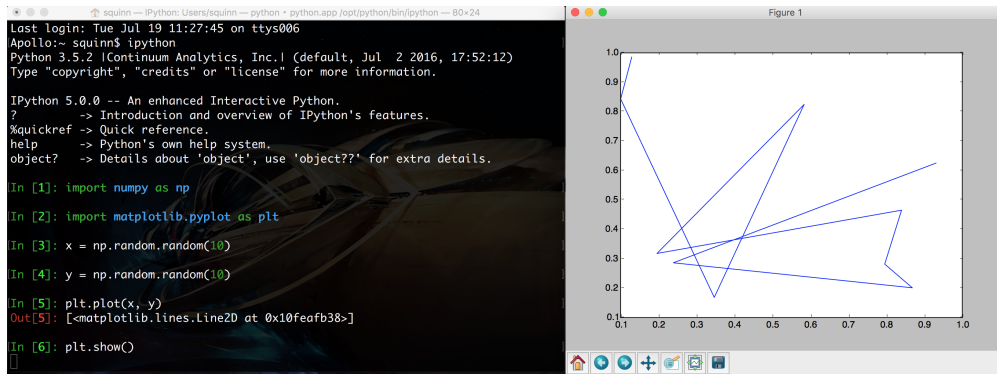 squinn — IPython: Users/squinn — python • python.app /opt/python/bin/ipython — 80×24
Last login: Tue Jul 19 11:27:45 on ttys006
Apollo:~ squinn$ ipython
Python 3.5.2 |Continuum Analytics, Inc.| (default, Jul  2 2016, 17:52:12)
Type "copyright", "credits" or "license" for more information.
IPython 5.0.0 -- An enhanced Interactive Python.
?         -> Introduction and overview of IPython's features.
%quickref -> Quick reference.
help      -> Python's own help system.
object?   -> Details about 'object', use 'object??' for extra details.
In [1]: import numpy as np
In [2]: import matplotlib.pyplot as plt
In [3]: x = np.random.random(10)
In [4]: y = np.random.random(10)
In [5]: plt.plot(x, y)
Out[5]: [<matplotlib.lines.Line2D at 0x10feafb38>]
In [6]: plt.show()
Figure 1
1.0
0.9
0.8
0.7
0.6
0.5
0.4
0.3
0.2
0.1
0.1 0.2 0.3 0.4 0.5 0.6 0.7 0.8 0.9 1.0